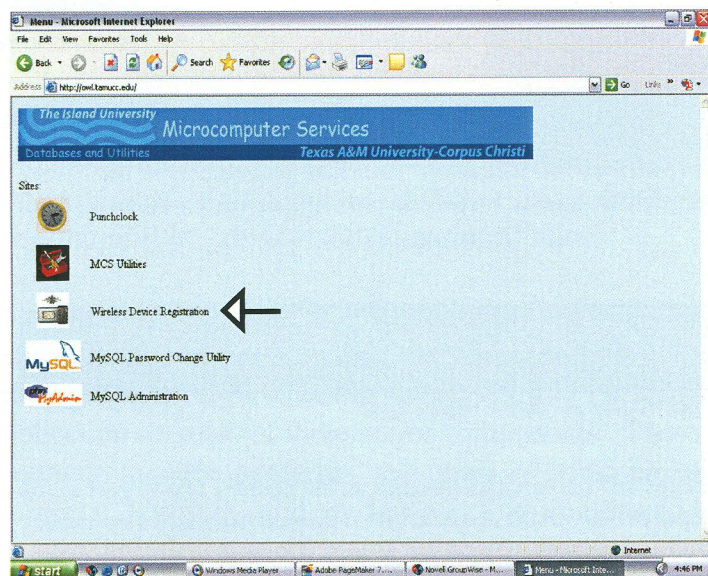 Menu - Microsoft Internet Explorer
File Edit View Favorites Tools Help
Back Search Favorites
Address http://owl.tamucc.edu/ Go Links »
The Island University
Microcomputer Services
Databases and Utilities Texas A&M University-Corpus Christi
Sites:
Punchclock
MCS Utilities
Wireless Device Registration
MySQL MySQL Password Change Utility
php MyAdmin MySQL Administration
Internet
start Windows Media Player Adobe PageMaker 7.... Novell GroupWise - M... Menu - Microsoft Inte... 4:46 PM